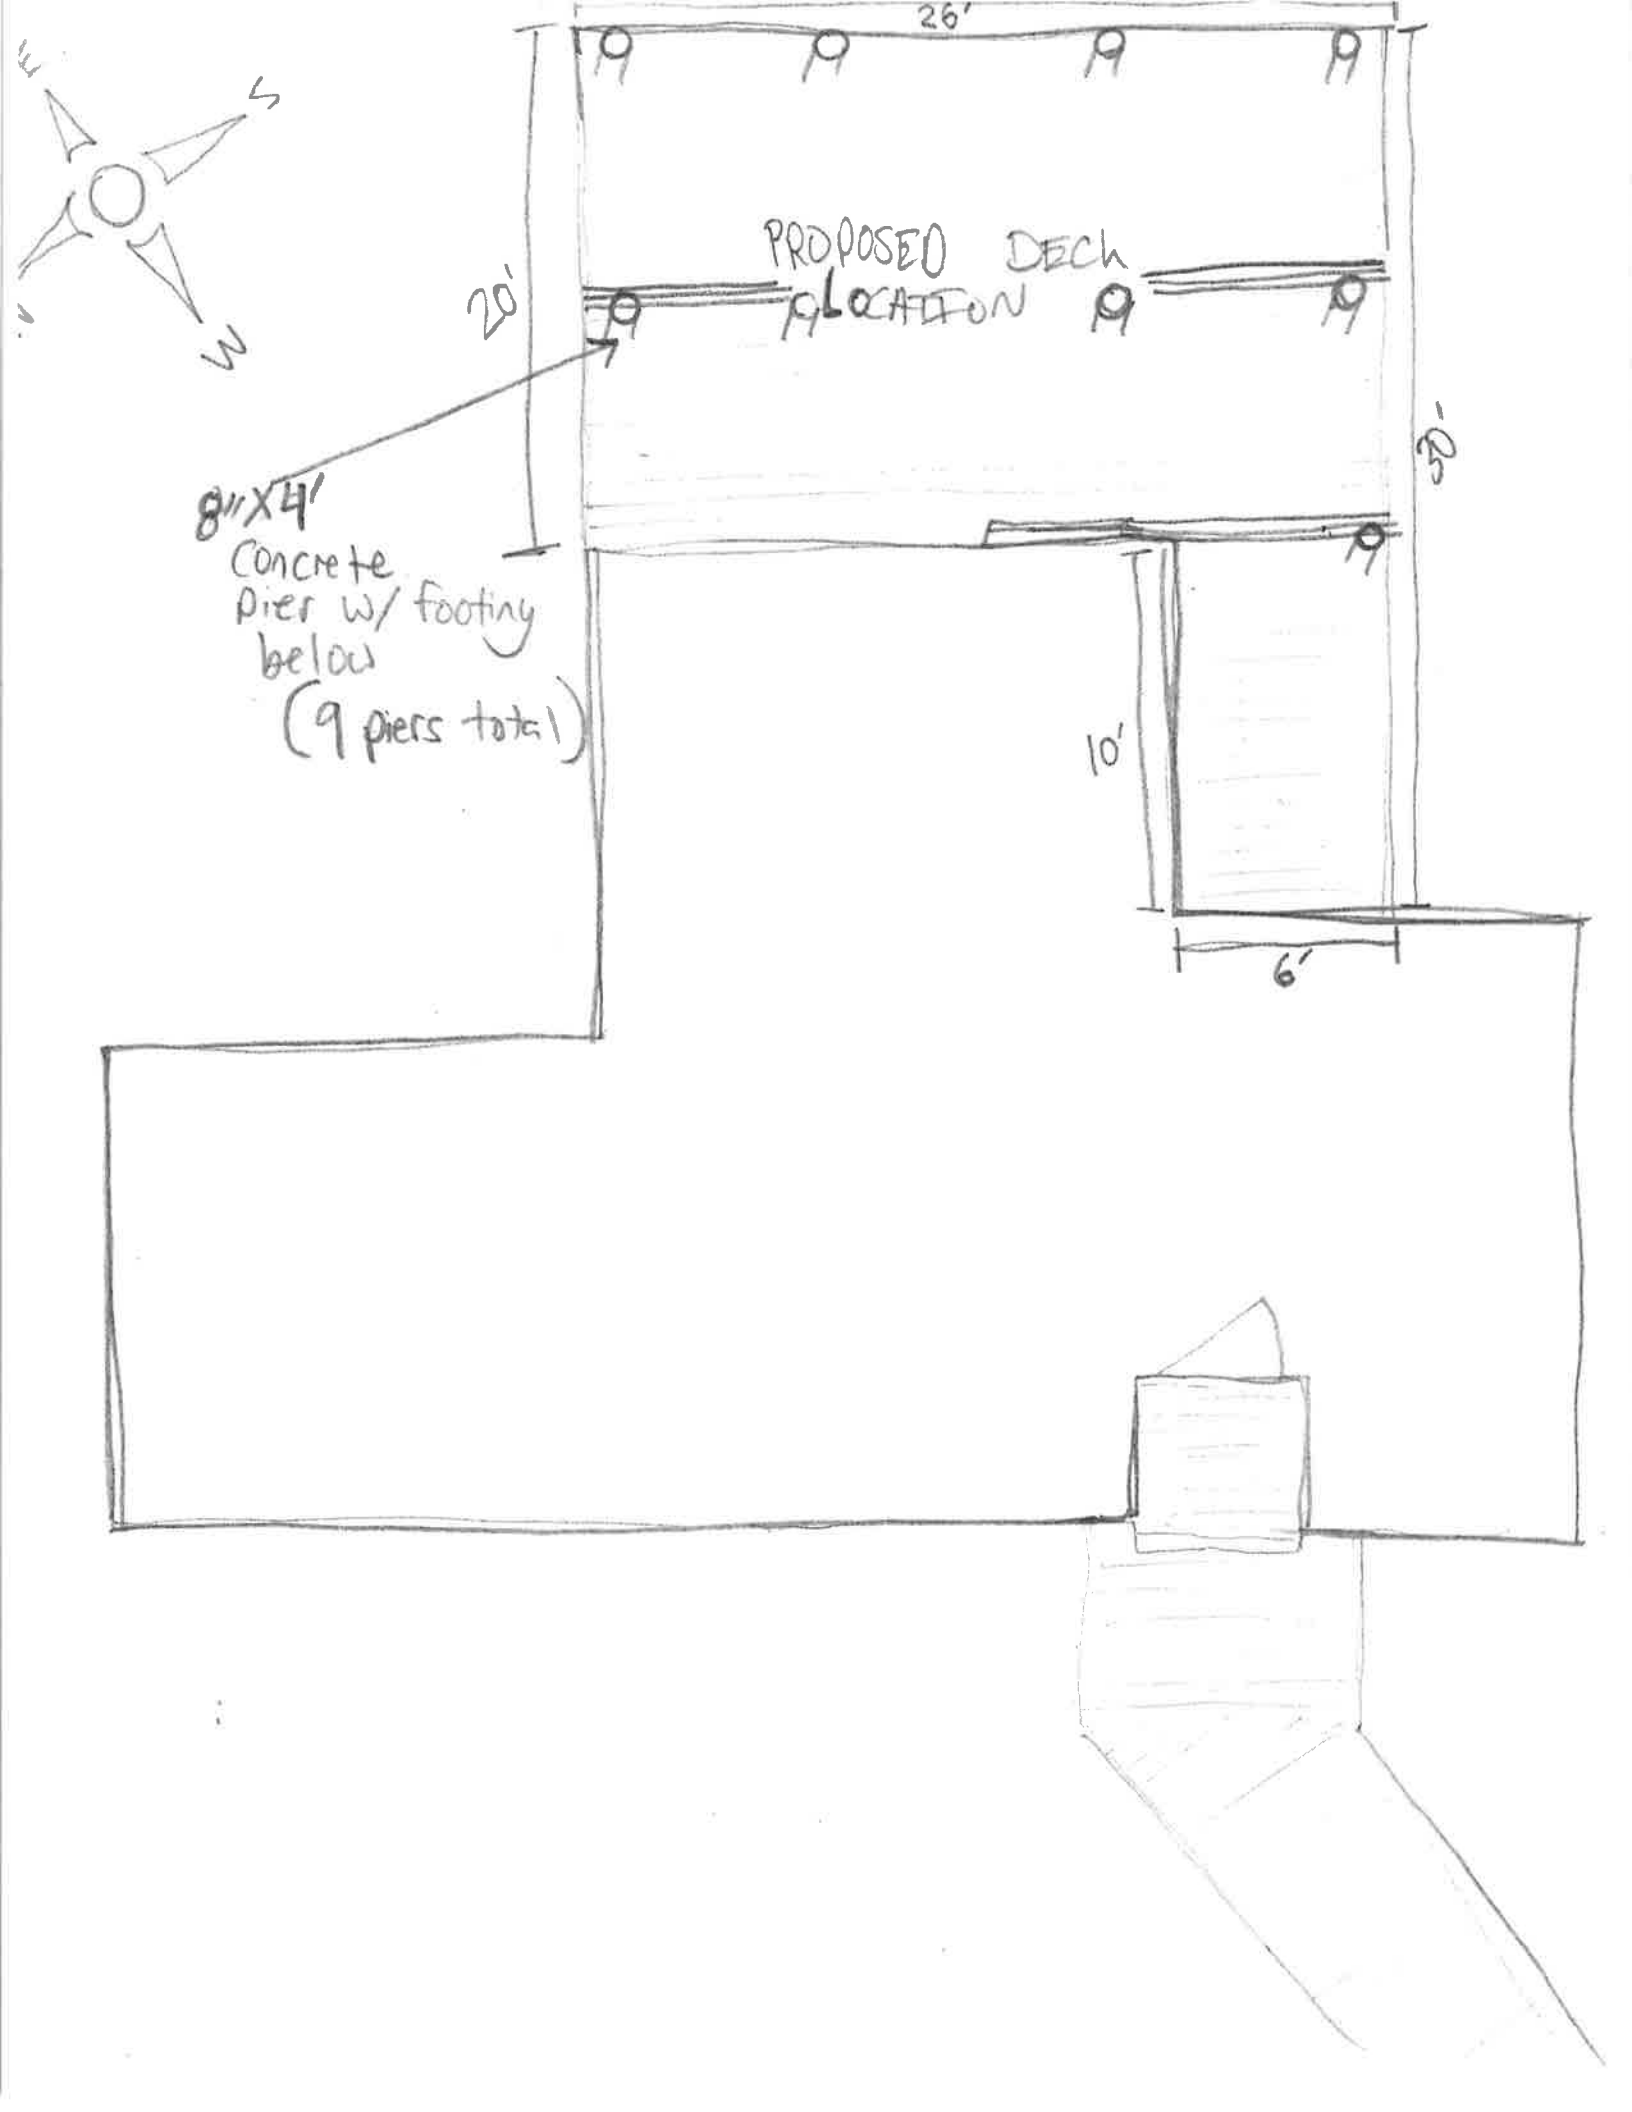 26'
E
S
W
PROPOSED DECK
LOCATION
20'
30'
8"X4'
Concrete
pier w/ footing
below
(9 piers total)
10'
6'